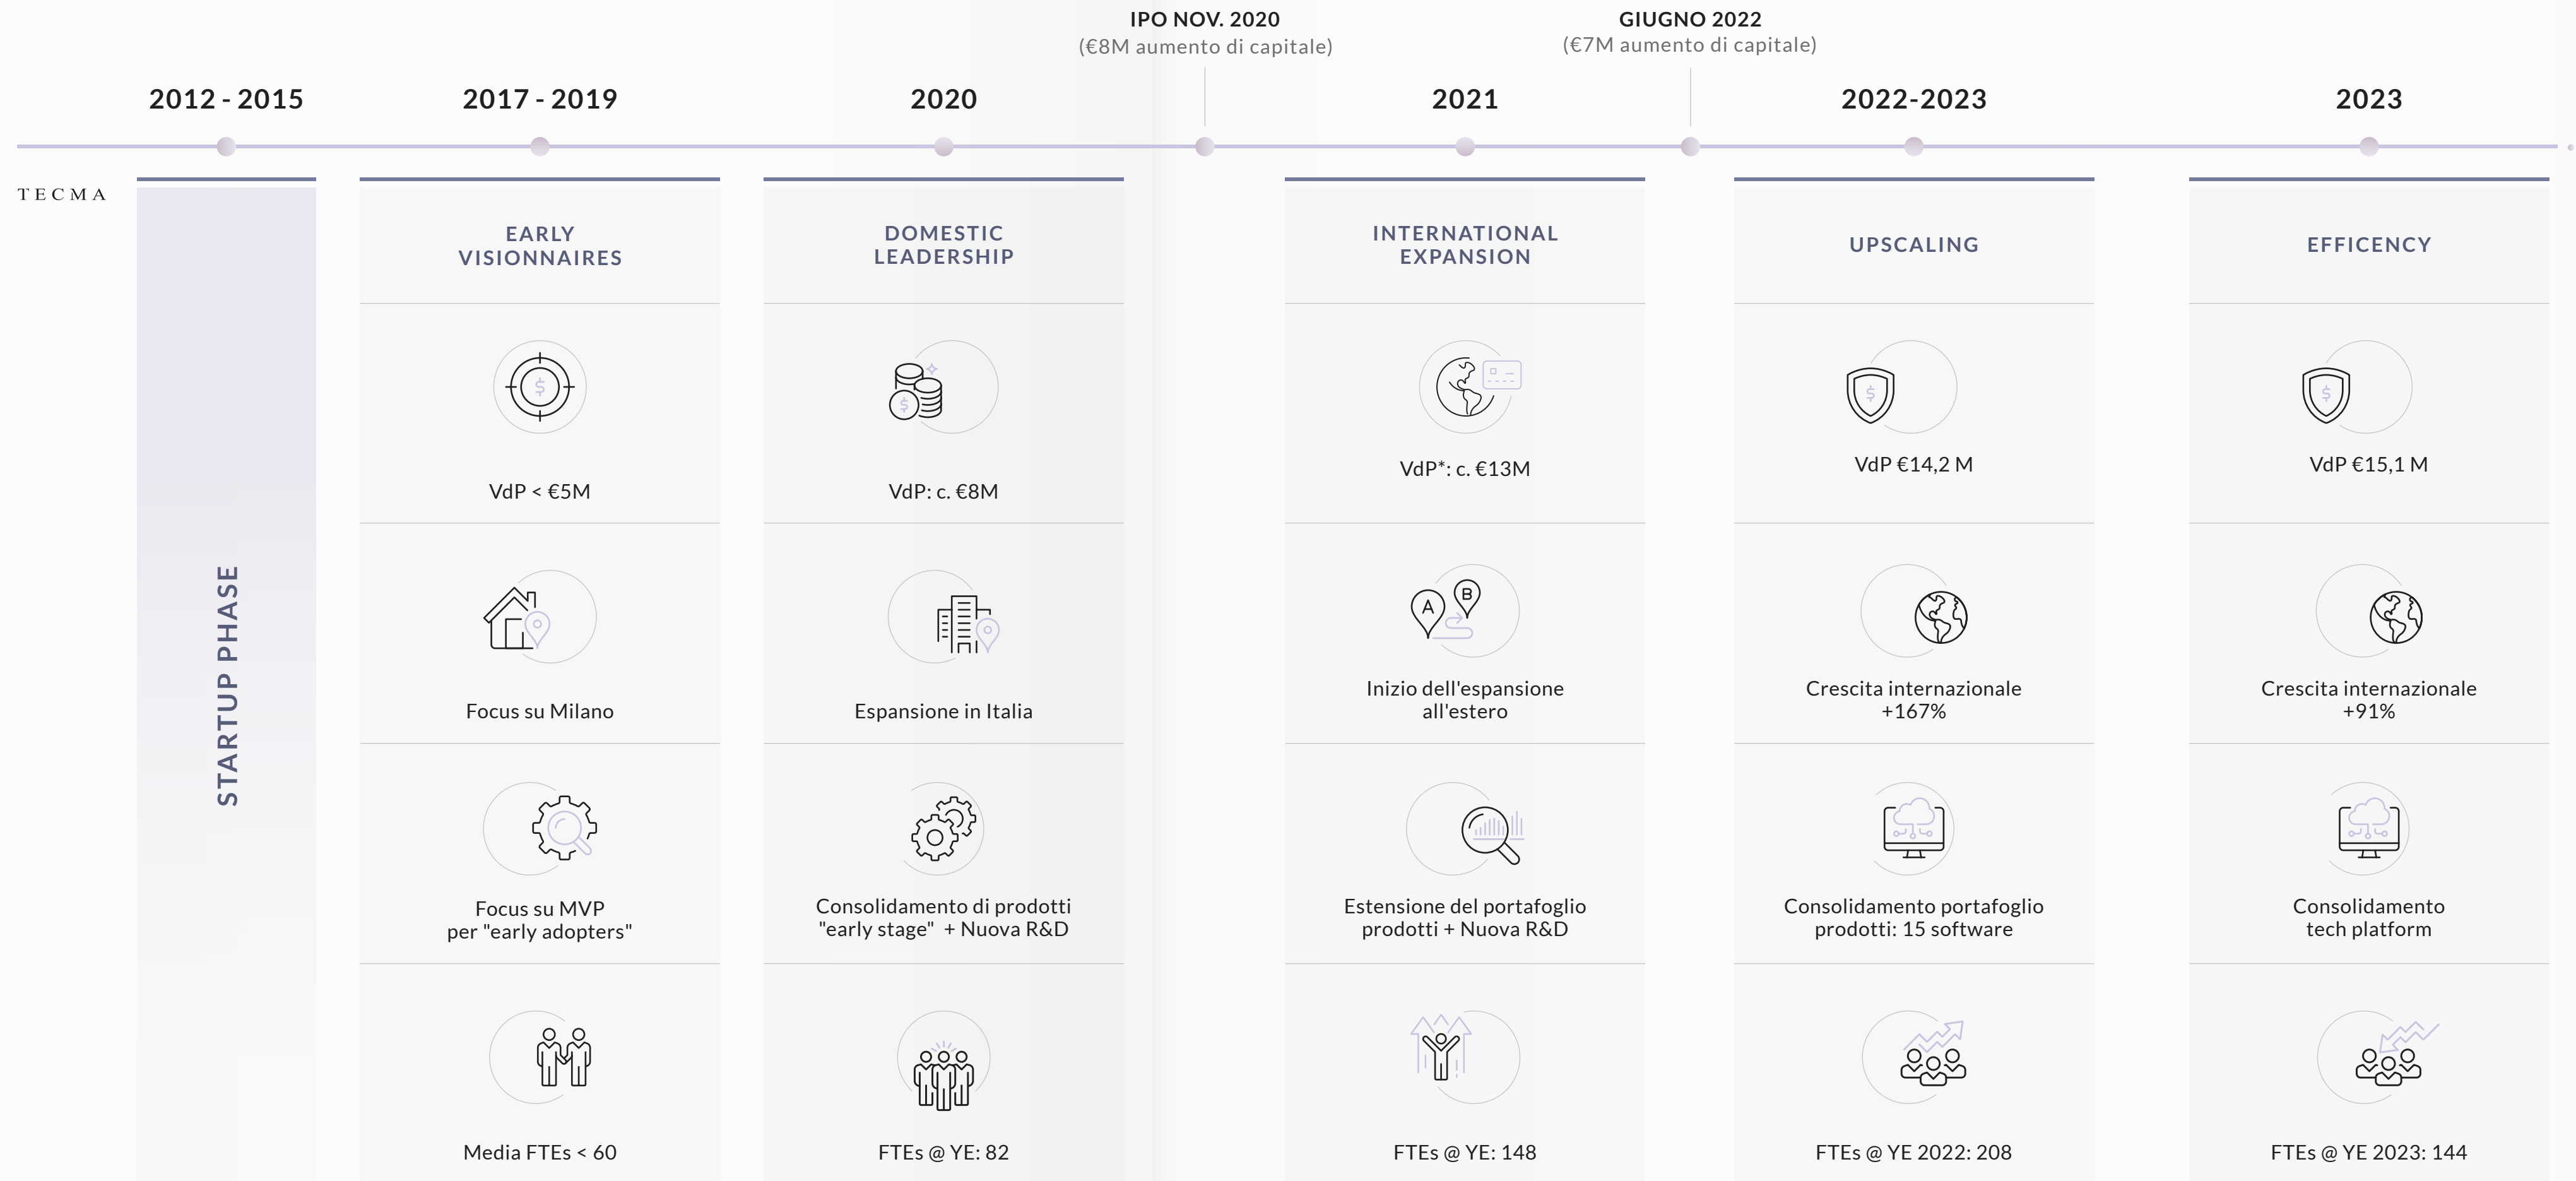 IPO NOV. 2020
(€8M aumento di capitale)
GIUGNO 2022
(€7M aumento di capitale)
2012 - 2015
2017 - 2019
2020
2021
2022-2023
2023
TECMA
STARTUP PHASE
EARLY
VISIONNAIRES
VdP < €5M
Focus su Milano
Focus su MVP
per "early adopters"
Media FTEs < 60
DOMESTIC
LEADERSHIP
VdP: c. €8M
Espansione in Italia
Consolidamento di prodotti
"early stage" + Nuova R&D
FTEs @ YE: 82
INTERNATIONAL
EXPANSION
VdP*: c. €13M
A
B
Inizio dell'espansione
all'estero
Estensione del portafoglio
prodotti + Nuova R&D
FTEs @ YE: 148
UPSCALING
VdP €14,2 M
Crescita internazionale
+167%
Consolidamento portafoglio
prodotti: 15 software
FTEs @ YE 2022: 208
EFFICENCY
VdP €15,1 M
Crescita internazionale
+91%
Consolidamento
tech platform
FTEs @ YE 2023: 144